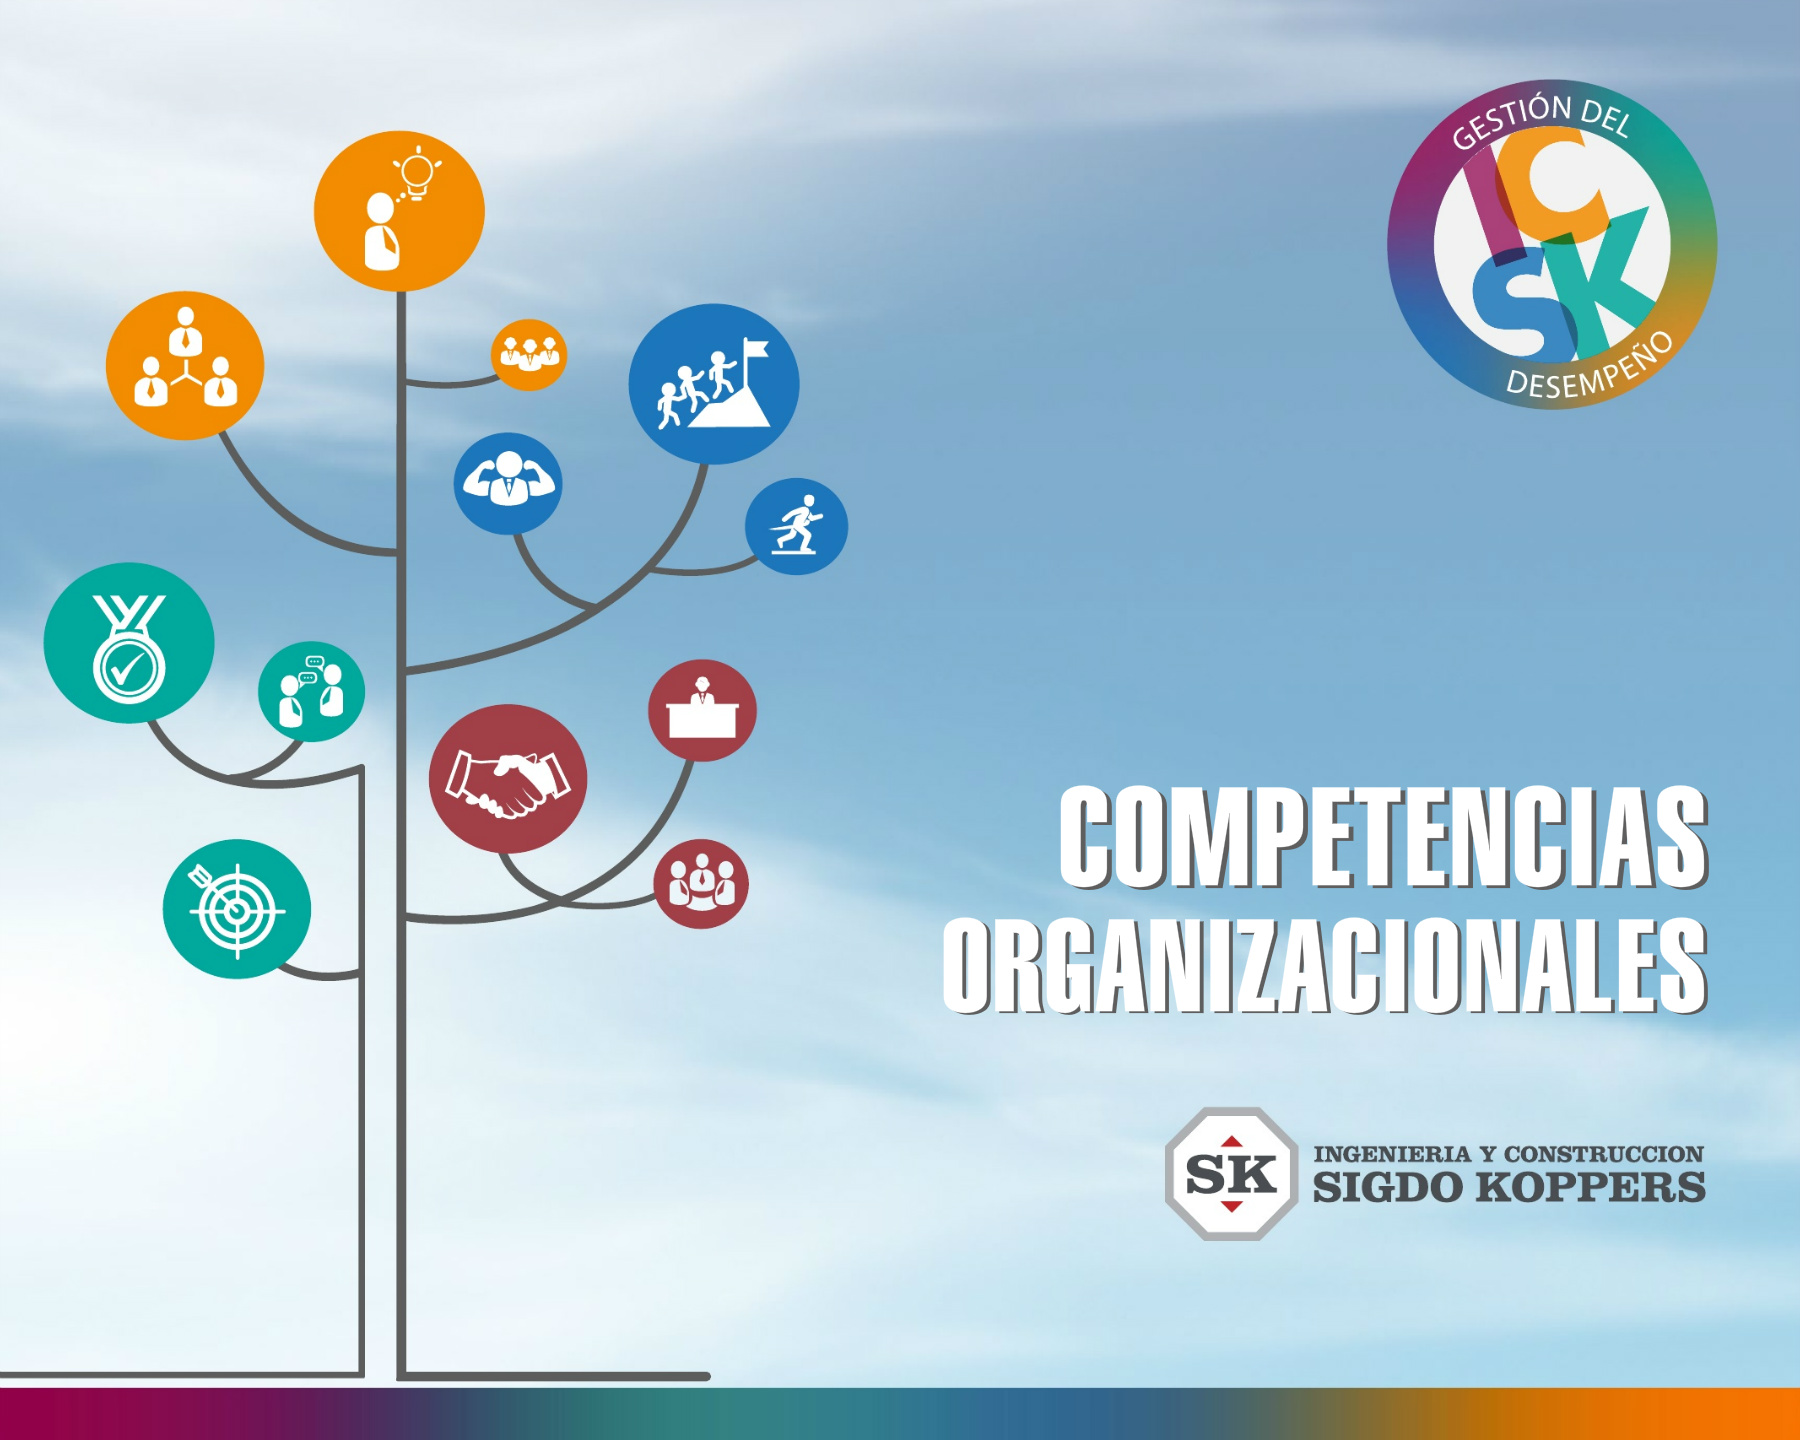 GESTIÓN DEL
ICSK
DESEMPEÑO
COMPETENCIAS
ORGANIZACIONALES
SK
INGENIERIA Y CONSTRUCCION
SIGDO KOPPERS